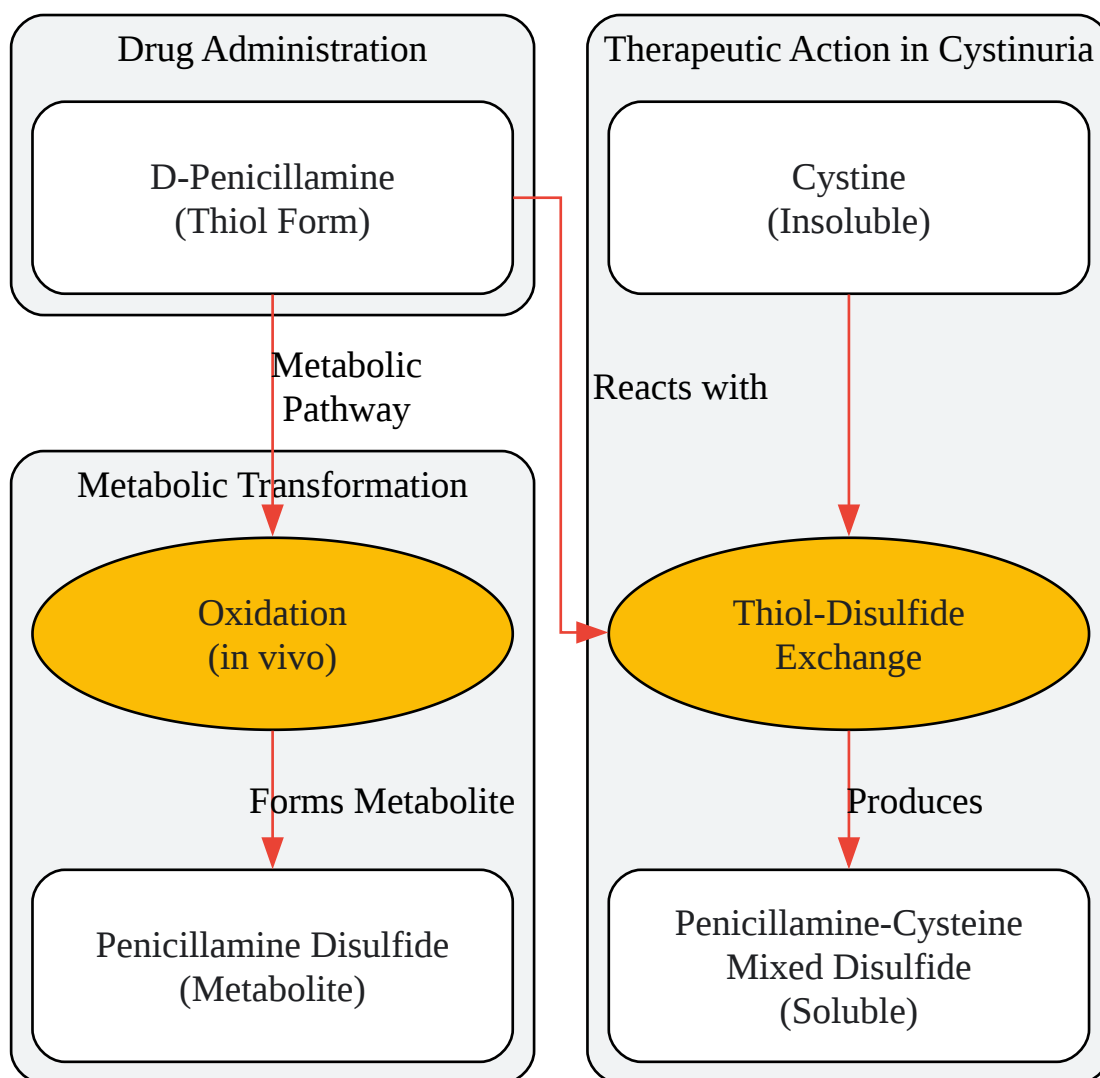 Drug Administration
D-Penicillamine
(Thiol Form)
Metabolic
Pathway
Metabolic Transformation
Oxidation
(in vivo)
Forms Metabolite
Penicillamine Disulfide
(Metabolite)
Therapeutic Action in Cystinuria
Cystine
(Insoluble)
Reacts with
Thiol-Disulfide
Exchange
Produces
Penicillamine-Cysteine
Mixed Disulfide
(Soluble)